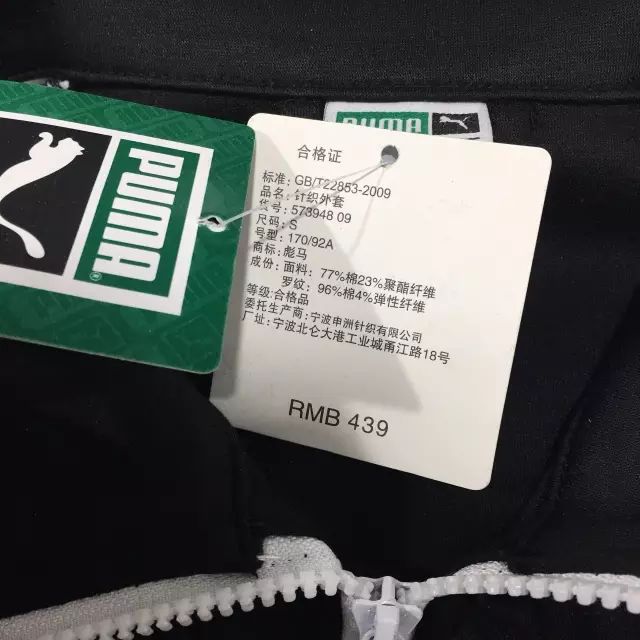 PUMA
PUMA
合格证
标准: GB/T22853-2009
品名: 针织外套
代号: 573948 09
尺码: S
号型: 170/92A
商标: 彪马
成份: 面料: 77%棉23%聚酯纤维
罗纹: 96%棉4%弹性纤维
等级: 合格品
委托生产商: 宁波申洲针织有限公司
厂址: 宁波北仑大港工业城甬江路18号
RMB 439